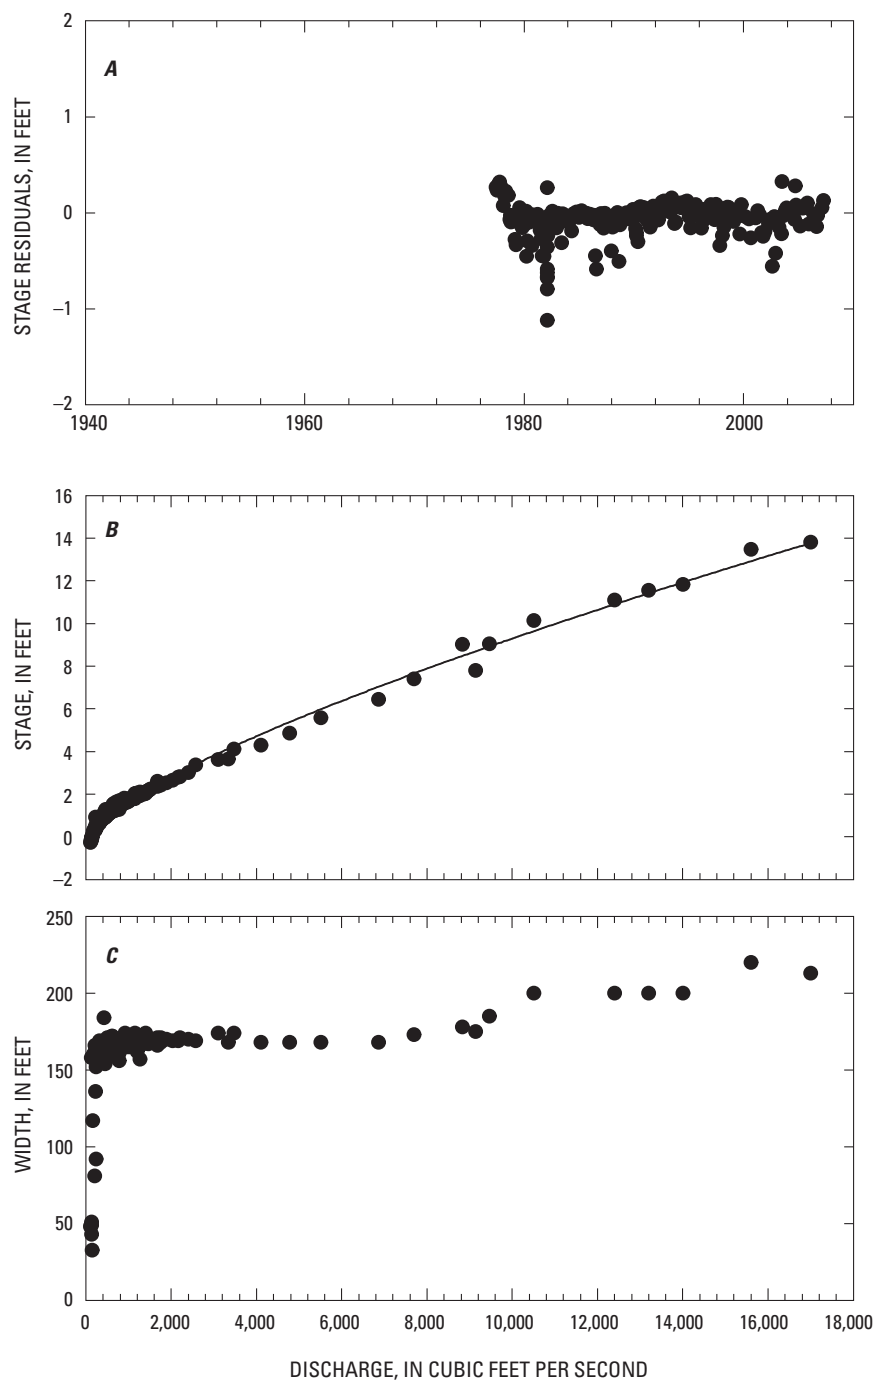 2
A
1
0
–1
–2
STAGE RESIDUALS, IN FEET
1940 1960 1980 2000
16
B
14
12
10
8
6
4
2
0
–2
STAGE, IN FEET
250
C
200
150
100
50
0
WIDTH, IN FEET
0 2,000 4,000 6,000 8,000 10,000 12,000 14,000 16,000 18,000
DISCHARGE, IN CUBIC FEET PER SECOND